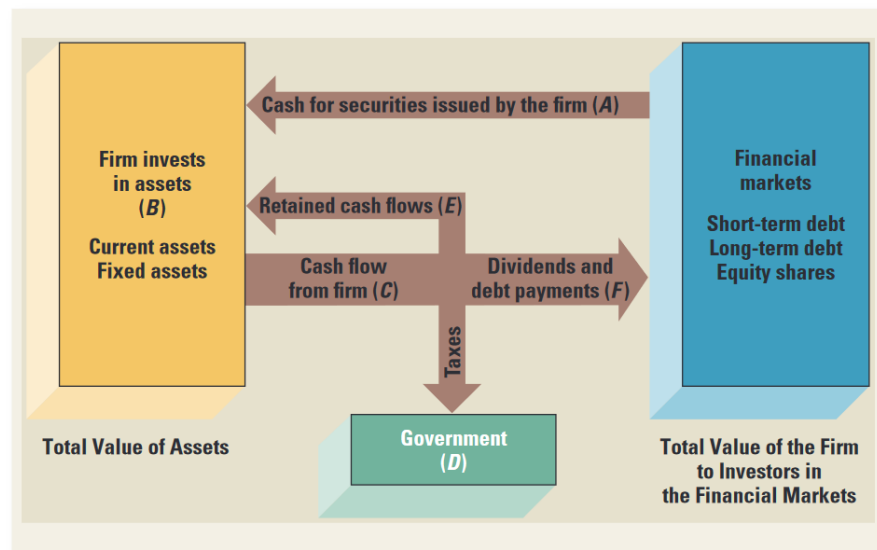 Cash for securities issued by the firm (A)
Firm invests
in assets
(B)
Current assets
Fixed assets
Financial
markets
Short-term debt
Long-term debt
Equity shares
Retained cash flows (E)
Cash flow
from firm (C)
Dividends and
debt payments (F)
Taxes
Government
(D)
Total Value of Assets
Total Value of the Firm
to Investors in
the Financial Markets